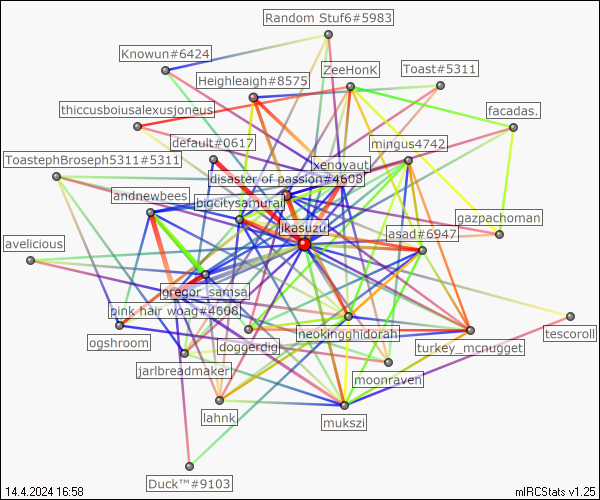 Random Stuf6#5983
Knowun#6424
ZeeHonK
Toast#5311
Heighleaigh#8575
thiccusboiusalexusjoneus
facadas.
default#0617
mingus4742
ToastephBroseph5311#5311
xenovaut
disaster of passion#4608
andnewbees
bigcitysamurai
gazpachoman
ikasuzui
asad#6947
avelicious
gregor_samsa
pink hair woag#4608
neokingghidorah
tescoroll
ogshroom
doggerdig
turkey_mcnugget
jarlbreadmaker
moonraven
lahnk
mukszi
Duck™#9103
14.4.2024 16:58
mIRCStats v1.25